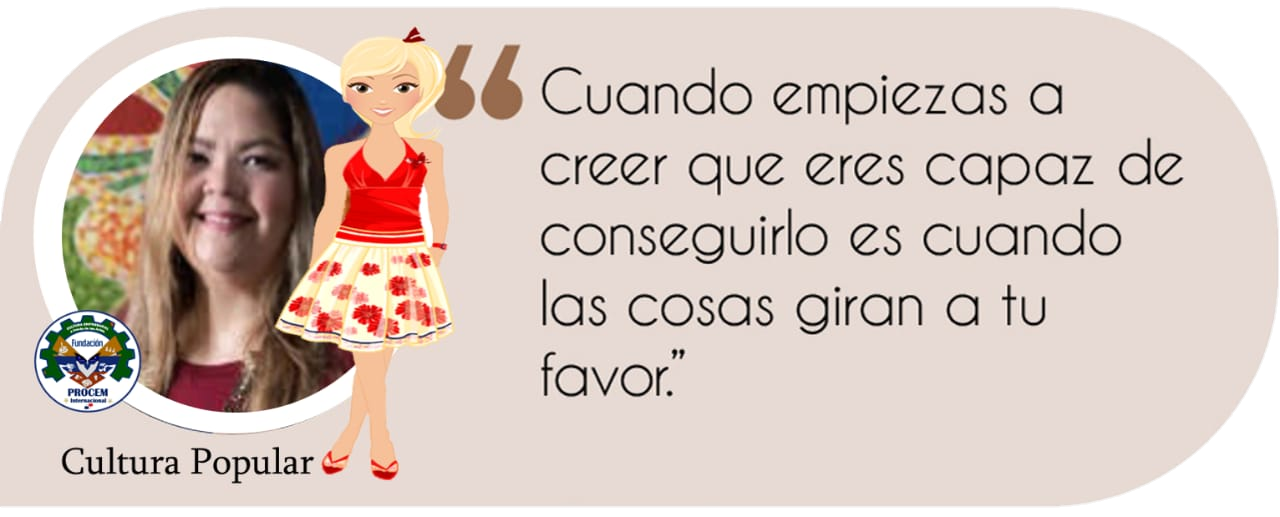 “Cuando empiezas a
creer que eres capaz de
conseguirlo es cuando
las cosas giran a tu
favor.”
Fundación
PROCEM
Internacional
Cultura Popular